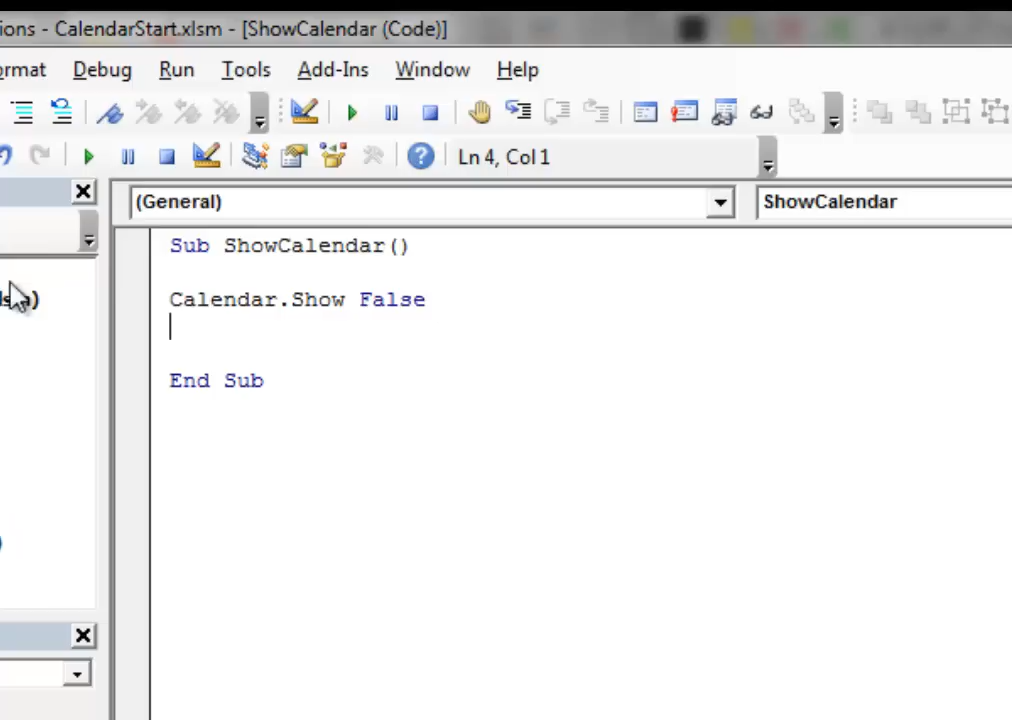 ions - CalendarStart.xlsm - [ShowCalendar (Code)]
ormat Debug Run Tools Add-Ins Window Help
Ln 4, Col 1
(General) ShowCalendar
Sub ShowCalendar()
Calendar.Show False
End Sub